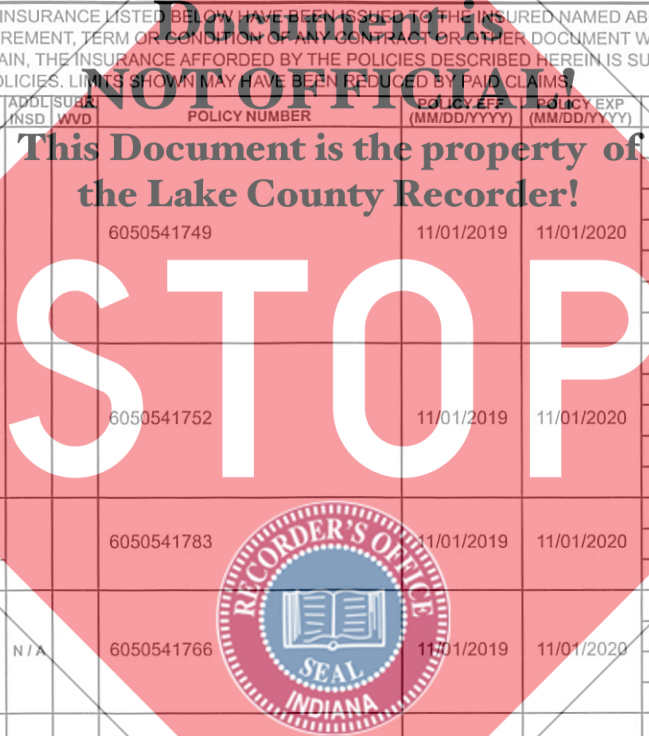 INSURANCE LISTED BELOW HAVE BEEN ISSUED TO THE INSURED NAMED AB
Document is
REMENT, TERM OR CONDITION OF ANY CONTRACT OR OTHER DOCUMENT W
AIN, THE INSURANCE AFFORDED BY THE POLICIES DESCRIBED HEREIN IS SU
OLICIES, LIMITS SHOWN MAY HAVE BEEN REDUCED BY PAID CLAIMS.
NOT OFFICIAL!
ADDL SUBR POLICY EFF POLICY EXP
INSD WVD POLICY NUMBER (MM/DD/YYYY) (MM/DD/YYYY)
This Document is the property of
the Lake County Recorder!
6050541749 11/01/2019 11/01/2020
STOP
6050541752 11/01/2019 11/01/2020
6050541783 11/01/2019 11/01/2020
RECORDER'S OFFICE
N / A 6050541766 11/01/2019 11/01/2020
SEAL
INDIANA